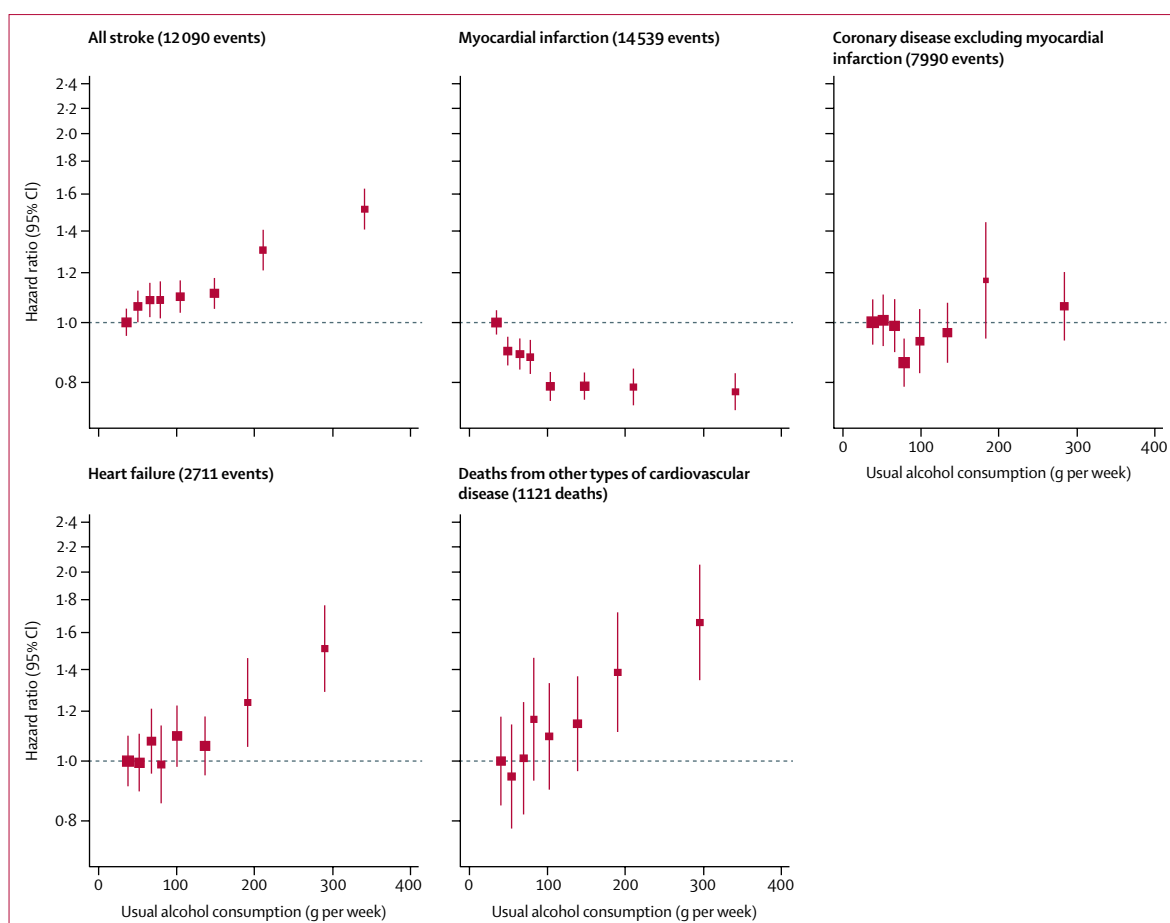 All stroke (12 090 events)
2·4
2·2
2·0
1·8
1·6
1·4
1·2
1·0
0·8
Hazard ratio (95% CI)
Myocardial infarction (14 539 events)
Coronary disease excluding myocardial
infarction (7990 events)
0 100 200 300 400
Usual alcohol consumption (g per week)
Heart failure (2711 events)
2·4
2·2
2·0
1·8
1·6
1·4
1·2
1·0
0·8
Hazard ratio (95% CI)
0 100 200 300 400
Usual alcohol consumption (g per week)
Deaths from other types of cardiovascular
disease (1121 deaths)
0 100 200 300 400
Usual alcohol consumption (g per week)